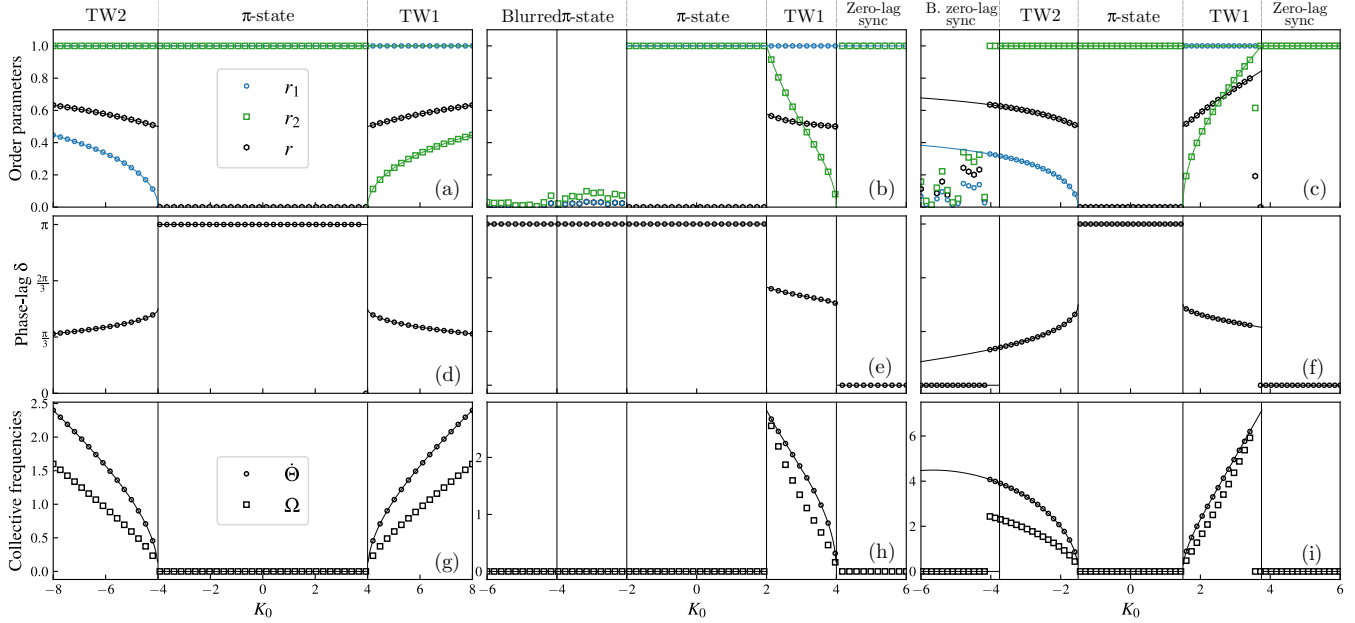 TW2 π-state TW1 Blurredπ-state π-state TW1 Zero-lag sync B. zero-lag sync TW2 π-state TW1 Zero-lag sync
Order parameters
1.0
0.8
0.6
0.4
0.2
0.0
r₁
r₂
r
(a)
(b)
(c)
Phase-lag δ
π
2π/3
π/3
0
(d)
(e)
(f)
Collective frequencies
2.5
2.0
1.5
1.0
0.5
0.0
Θ̇
Ω
(g)
2
1
0
(h)
6
4
2
0
(i)
−8 −6 −4 −2 0 2 4 6 8
K₀
−6 −4 −2 0 2 4 6
K₀
−6 −4 −2 0 2 4 6
K₀